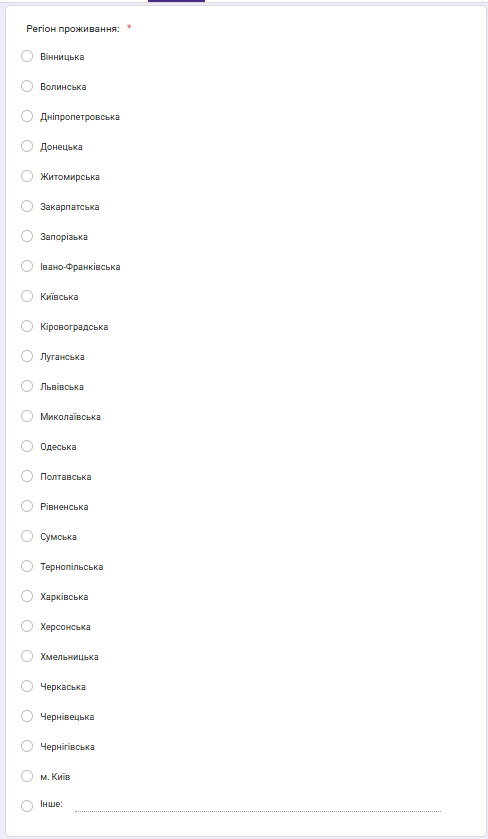 Регіон проживання: *
Вінницька
Волинська
Дніпропетровська
Донецька
Житомирська
Закарпатська
Запорізька
Івано-Франківська
Київська
Кіровоградська
Луганська
Львівська
Миколаївська
Одеська
Полтавська
Рівненська
Сумська
Тернопільська
Харківська
Херсонська
Хмельницька
Черкаська
Чернівецька
Чернігівська
м. Київ
Інше: